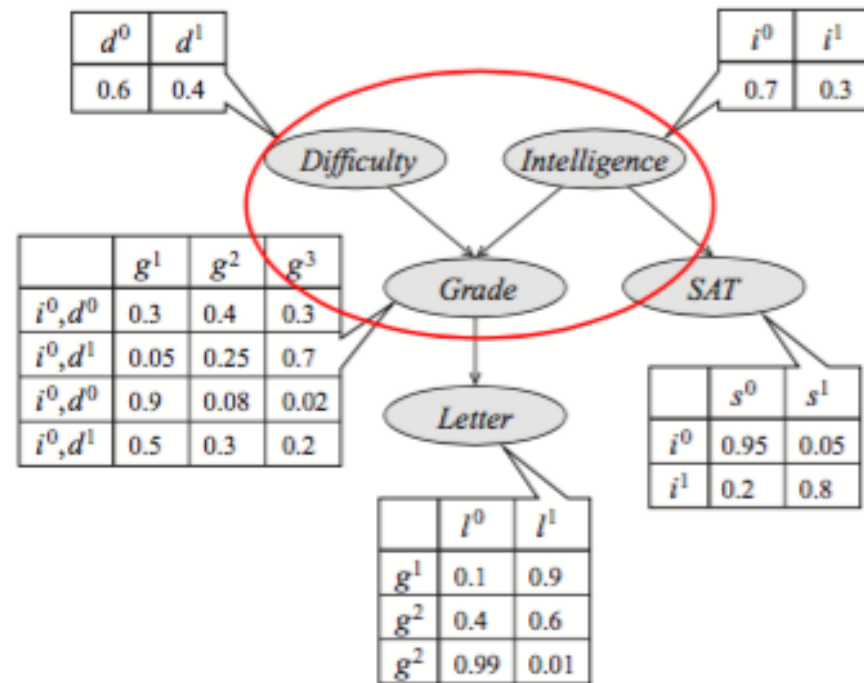 d⁰ d¹
0.6 0.4
i⁰ i¹
0.7 0.3
Difficulty
Intelligence
Grade
SAT
Letter
g¹ g² g³
i⁰,d⁰ 0.3 0.4 0.3
i⁰,d¹ 0.05 0.25 0.7
i⁰,d⁰ 0.9 0.08 0.02
i⁰,d¹ 0.5 0.3 0.2
s⁰ s¹
i⁰ 0.95 0.05
i¹ 0.2 0.8
l⁰ l¹
g¹ 0.1 0.9
g² 0.4 0.6
g² 0.99 0.01